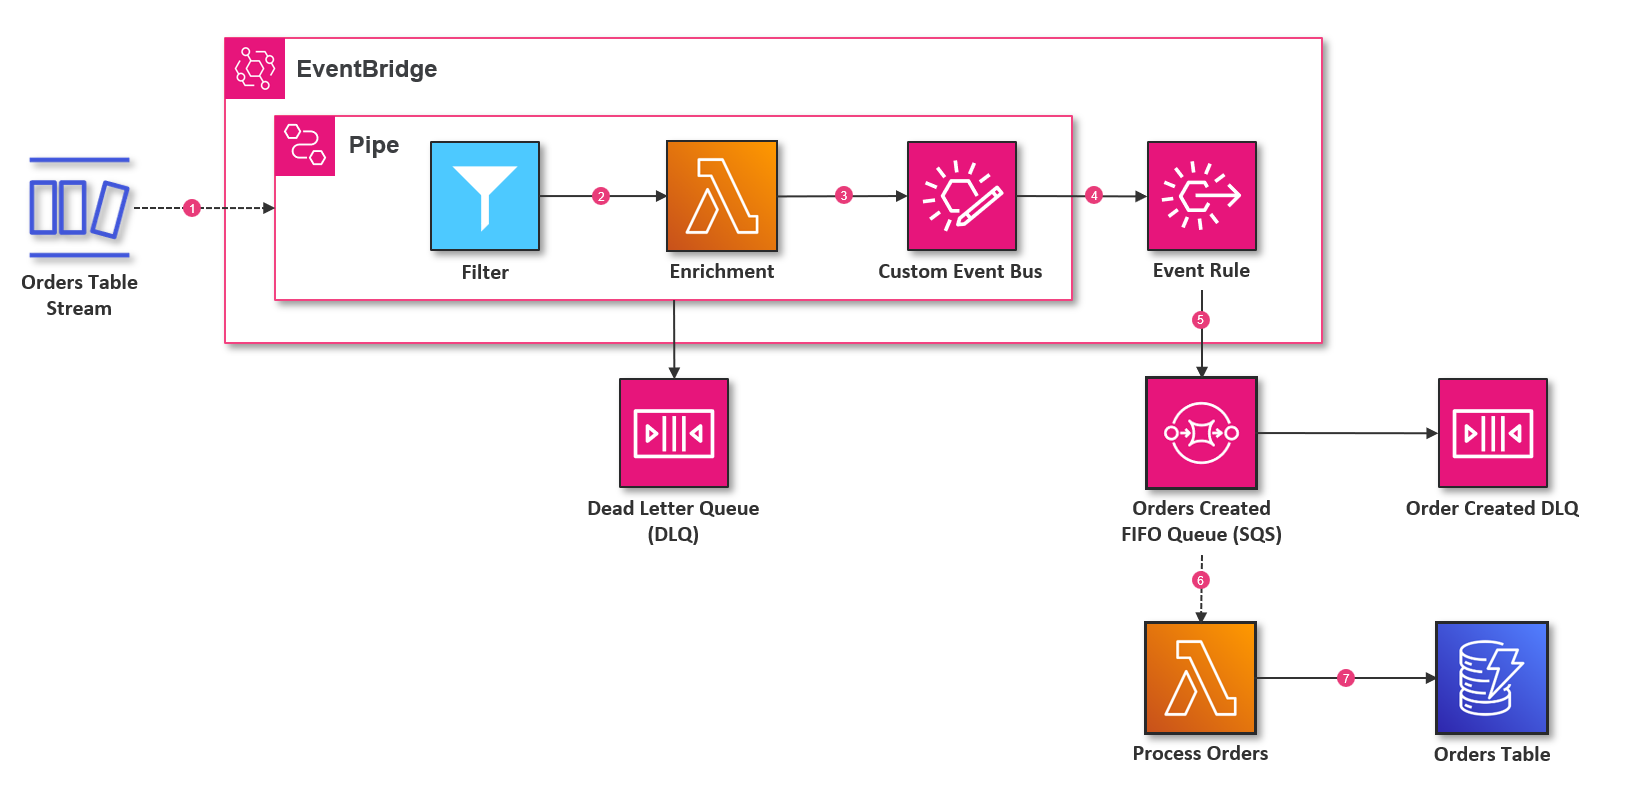 EventBridge
Pipe
1
2
3
4
Orders Table
Stream
Filter
Enrichment
Custom Event Bus
Event Rule
5
Dead Letter Queue
(DLQ)
Orders Created
FIFO Queue (SQS)
Order Created DLQ
6
7
Process Orders
Orders Table